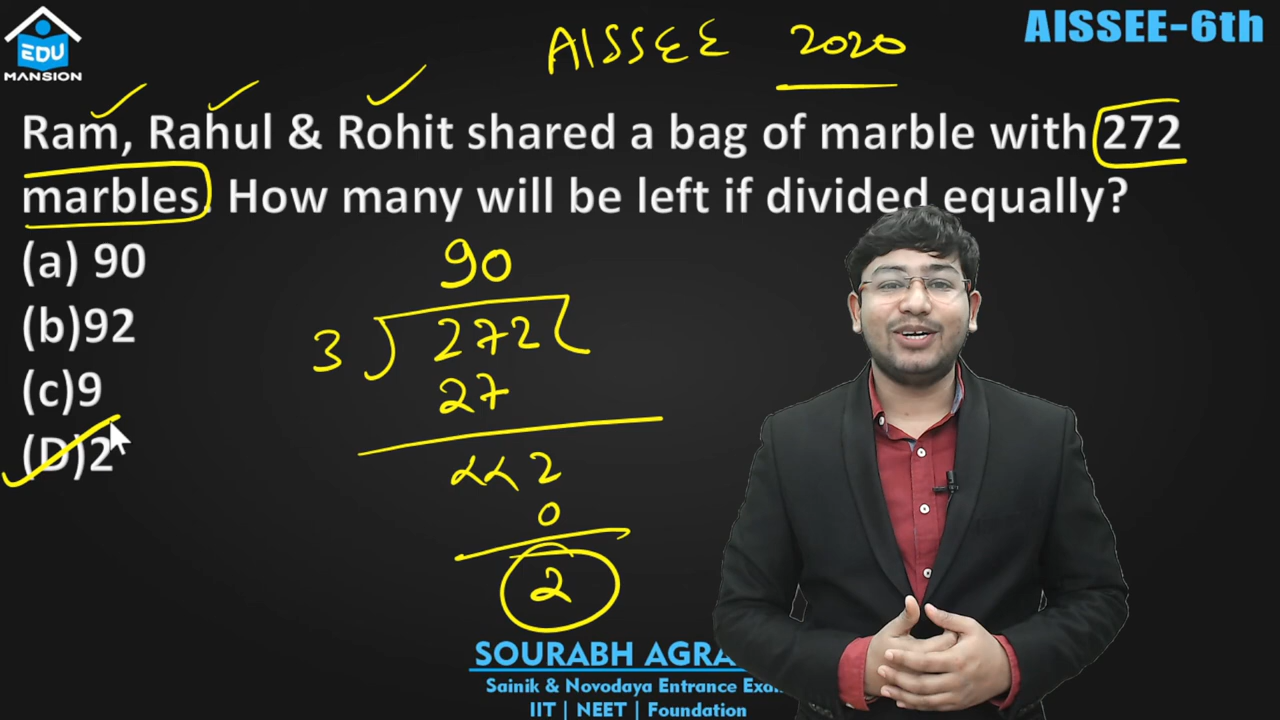 EDU
MANSION
AISSEE 2020
AISSEE-6th
Ram, Rahul & Rohit shared a bag of marble with 272
marbles. How many will be left if divided equally?
(a) 90
(b)92
(c)9
(D)2
90
3 272
27
2
0
2
SOURABH AGRA
Sainik & Novodaya Entrance Exam
IIT | NEET | Foundation